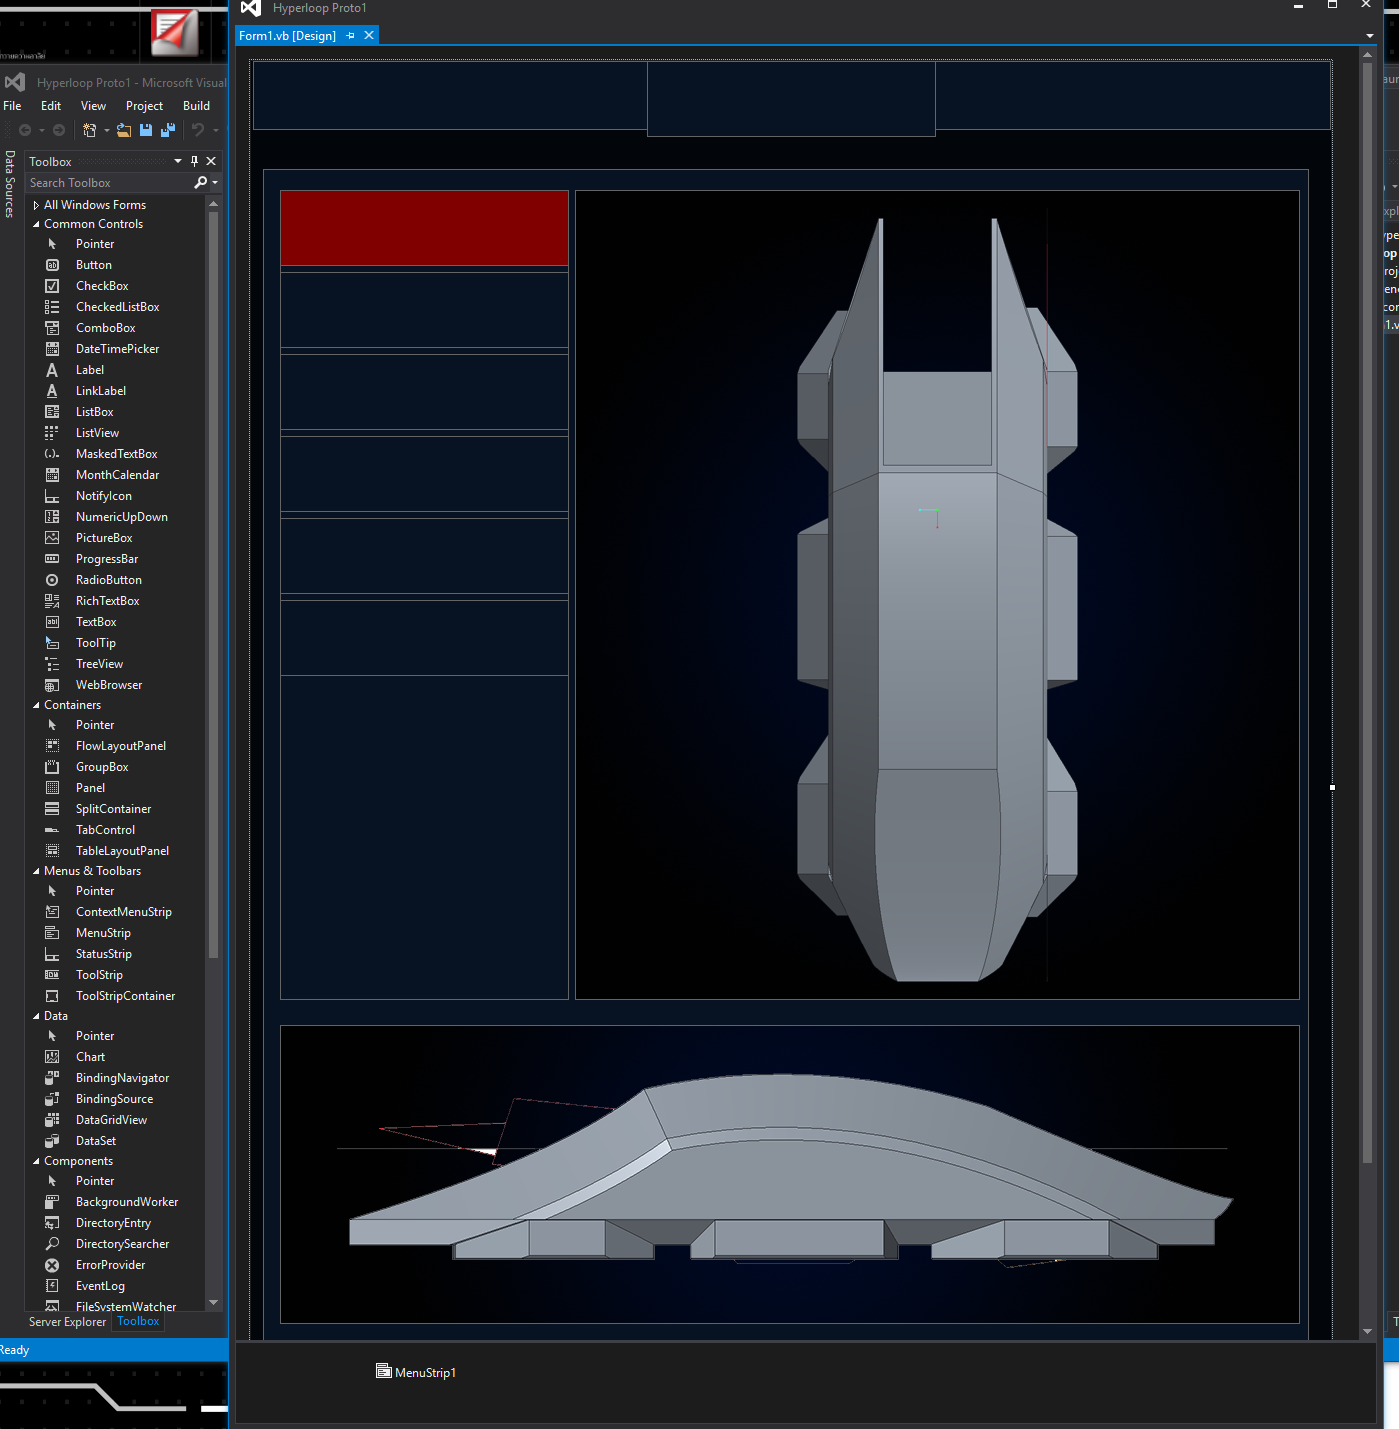 Hyperloop Proto1
Form1.vb [Design]
Hyperloop Proto1 - Microsoft Visual
File Edit View Project Build
Data Sources
Toolbox
Search Toolbox
All Windows Forms
Common Controls
Pointer
Button
CheckBox
CheckedListBox
ComboBox
DateTimePicker
Label
LinkLabel
ListBox
ListView
MaskedTextBox
MonthCalendar
NotifyIcon
NumericUpDown
PictureBox
ProgressBar
RadioButton
RichTextBox
TextBox
ToolTip
TreeView
WebBrowser
Containers
Pointer
FlowLayoutPanel
GroupBox
Panel
SplitContainer
TabControl
TableLayoutPanel
Menus & Toolbars
Pointer
ContextMenuStrip
MenuStrip
StatusStrip
ToolStrip
ToolStripContainer
Data
Pointer
Chart
BindingNavigator
BindingSource
DataGridView
DataSet
Components
Pointer
BackgroundWorker
DirectoryEntry
DirectorySearcher
ErrorProvider
EventLog
FileSystemWatcher
Server Explorer Toolbox
Ready
MenuStrip1